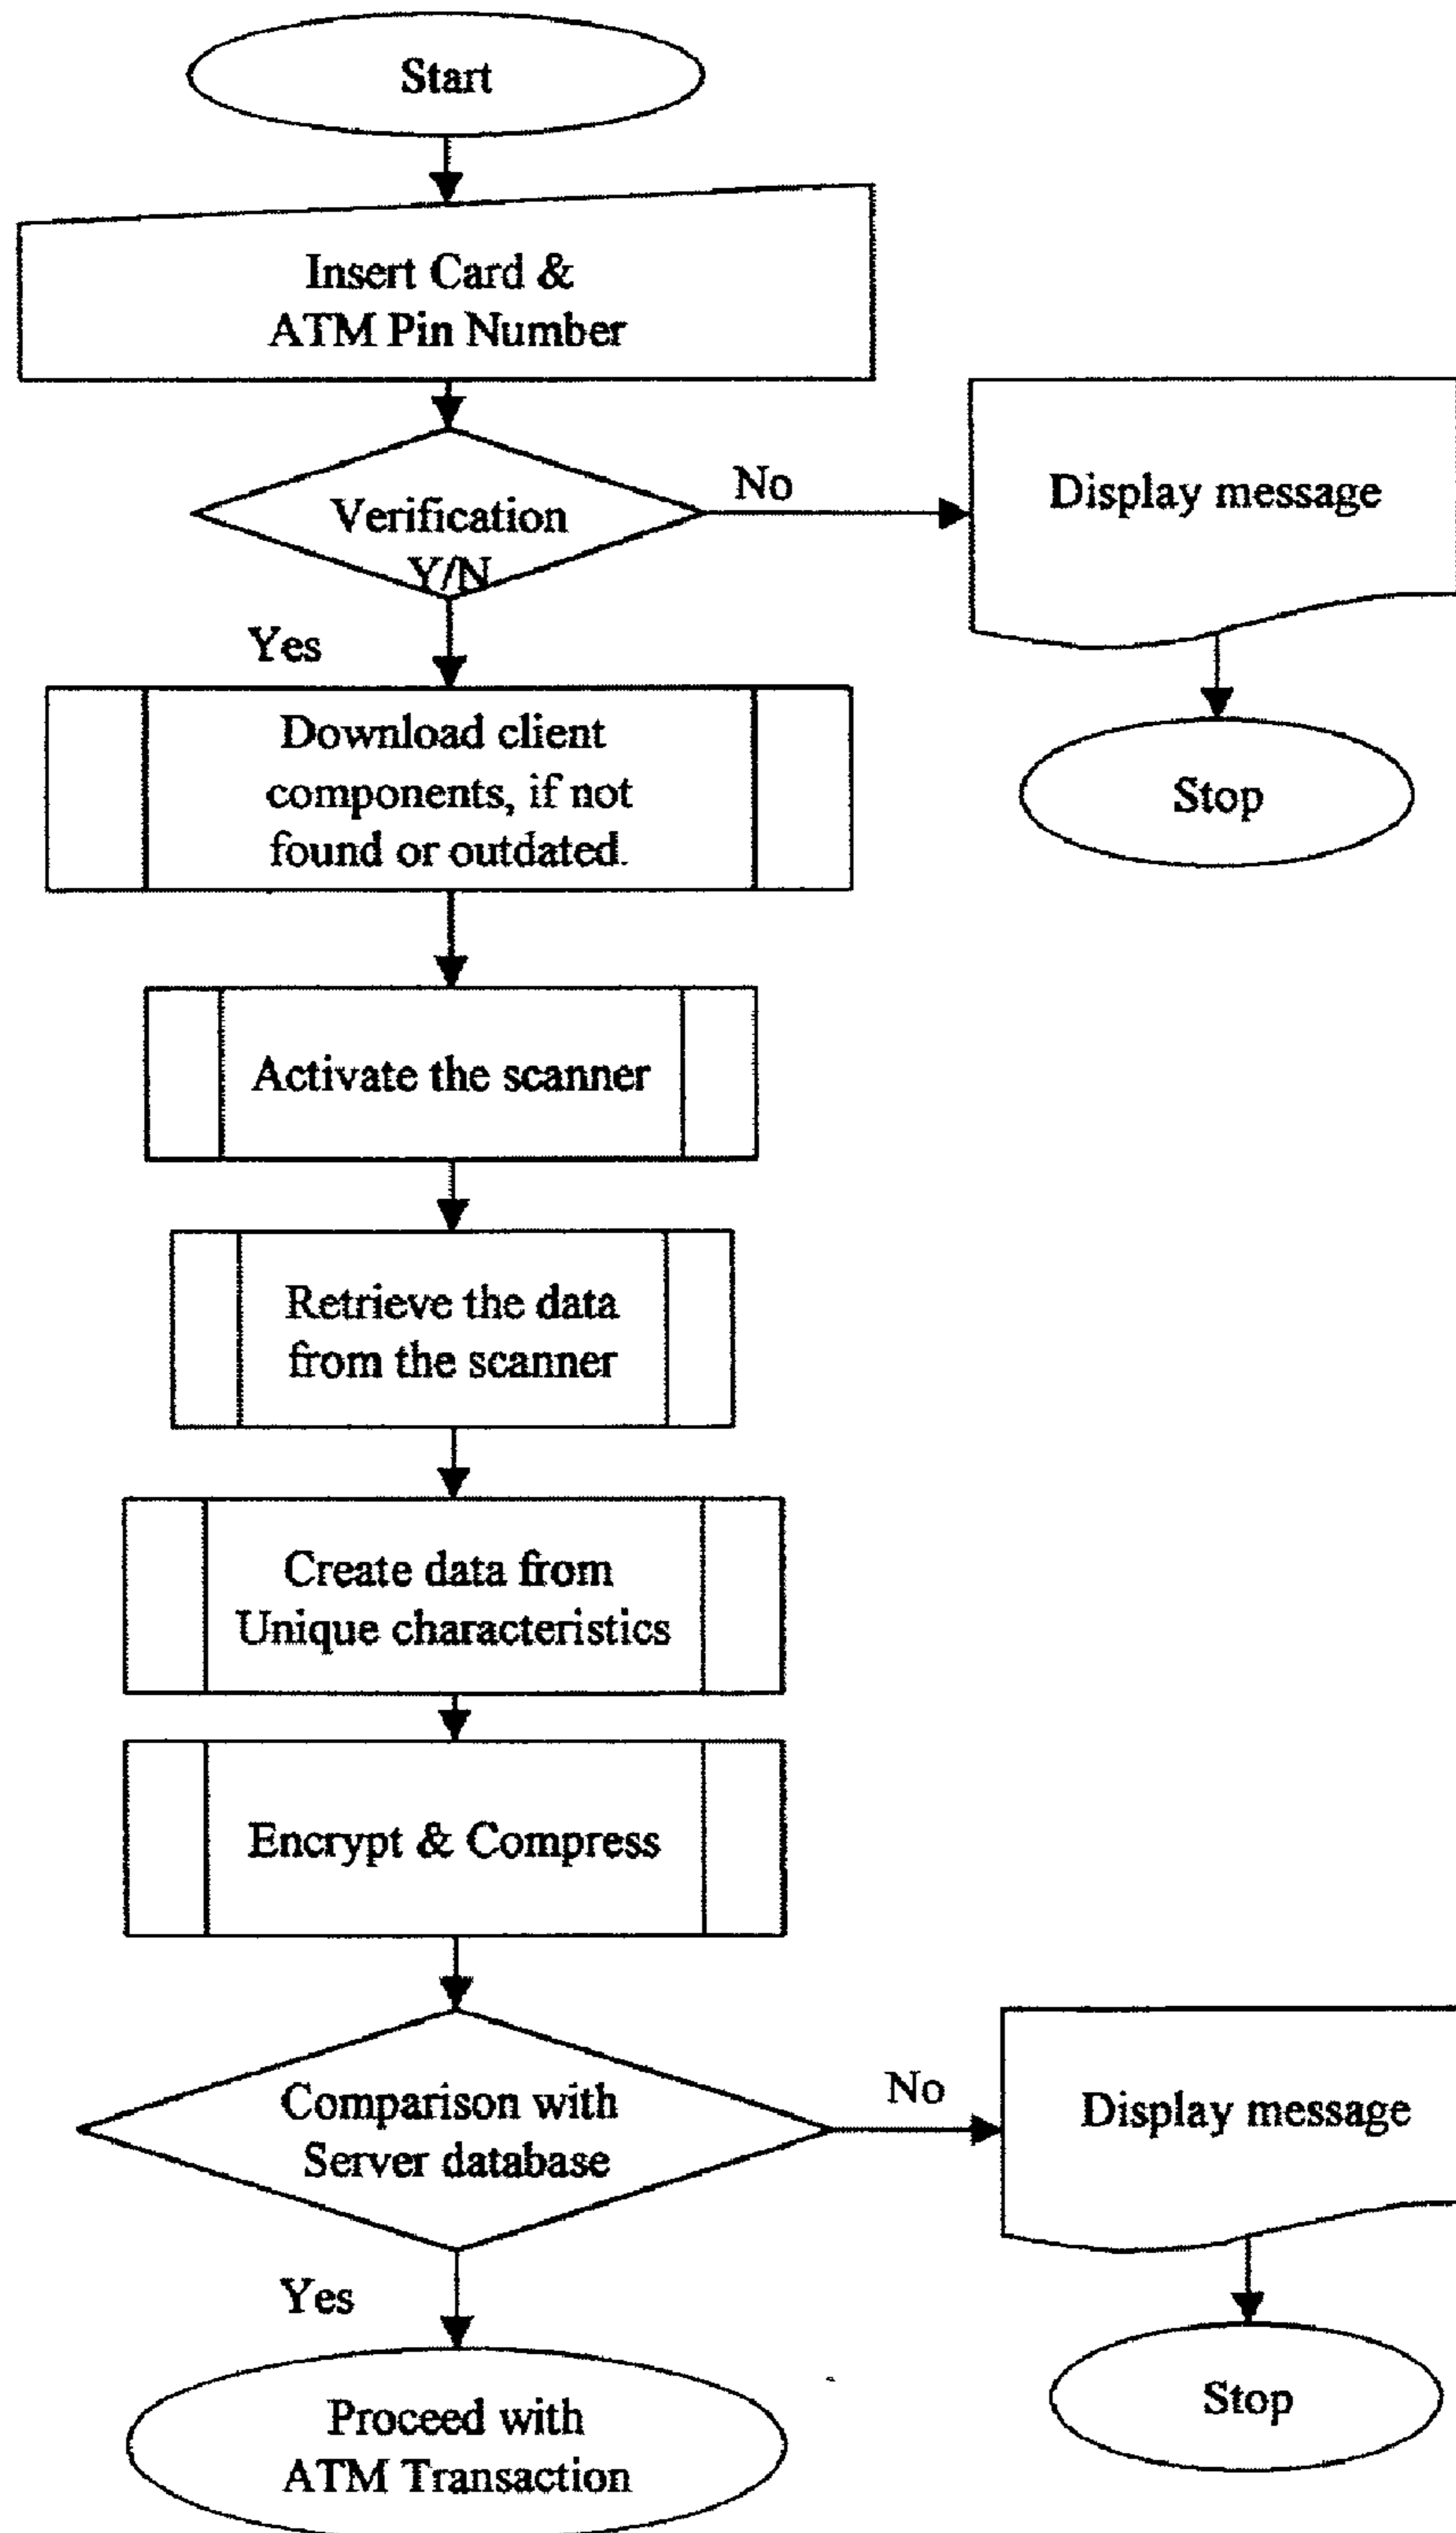 Start
Insert Card &
ATM Pin Number
Verification
Y/N
No
Display message
Stop
Yes
Download client
components, if not
found or outdated.
Activate the scanner
Retrieve the data
from the scanner
Create data from
Unique characteristics
Encrypt & Compress
Comparison with
Server database
No
Display message
Stop
Yes
Proceed with
ATM Transaction